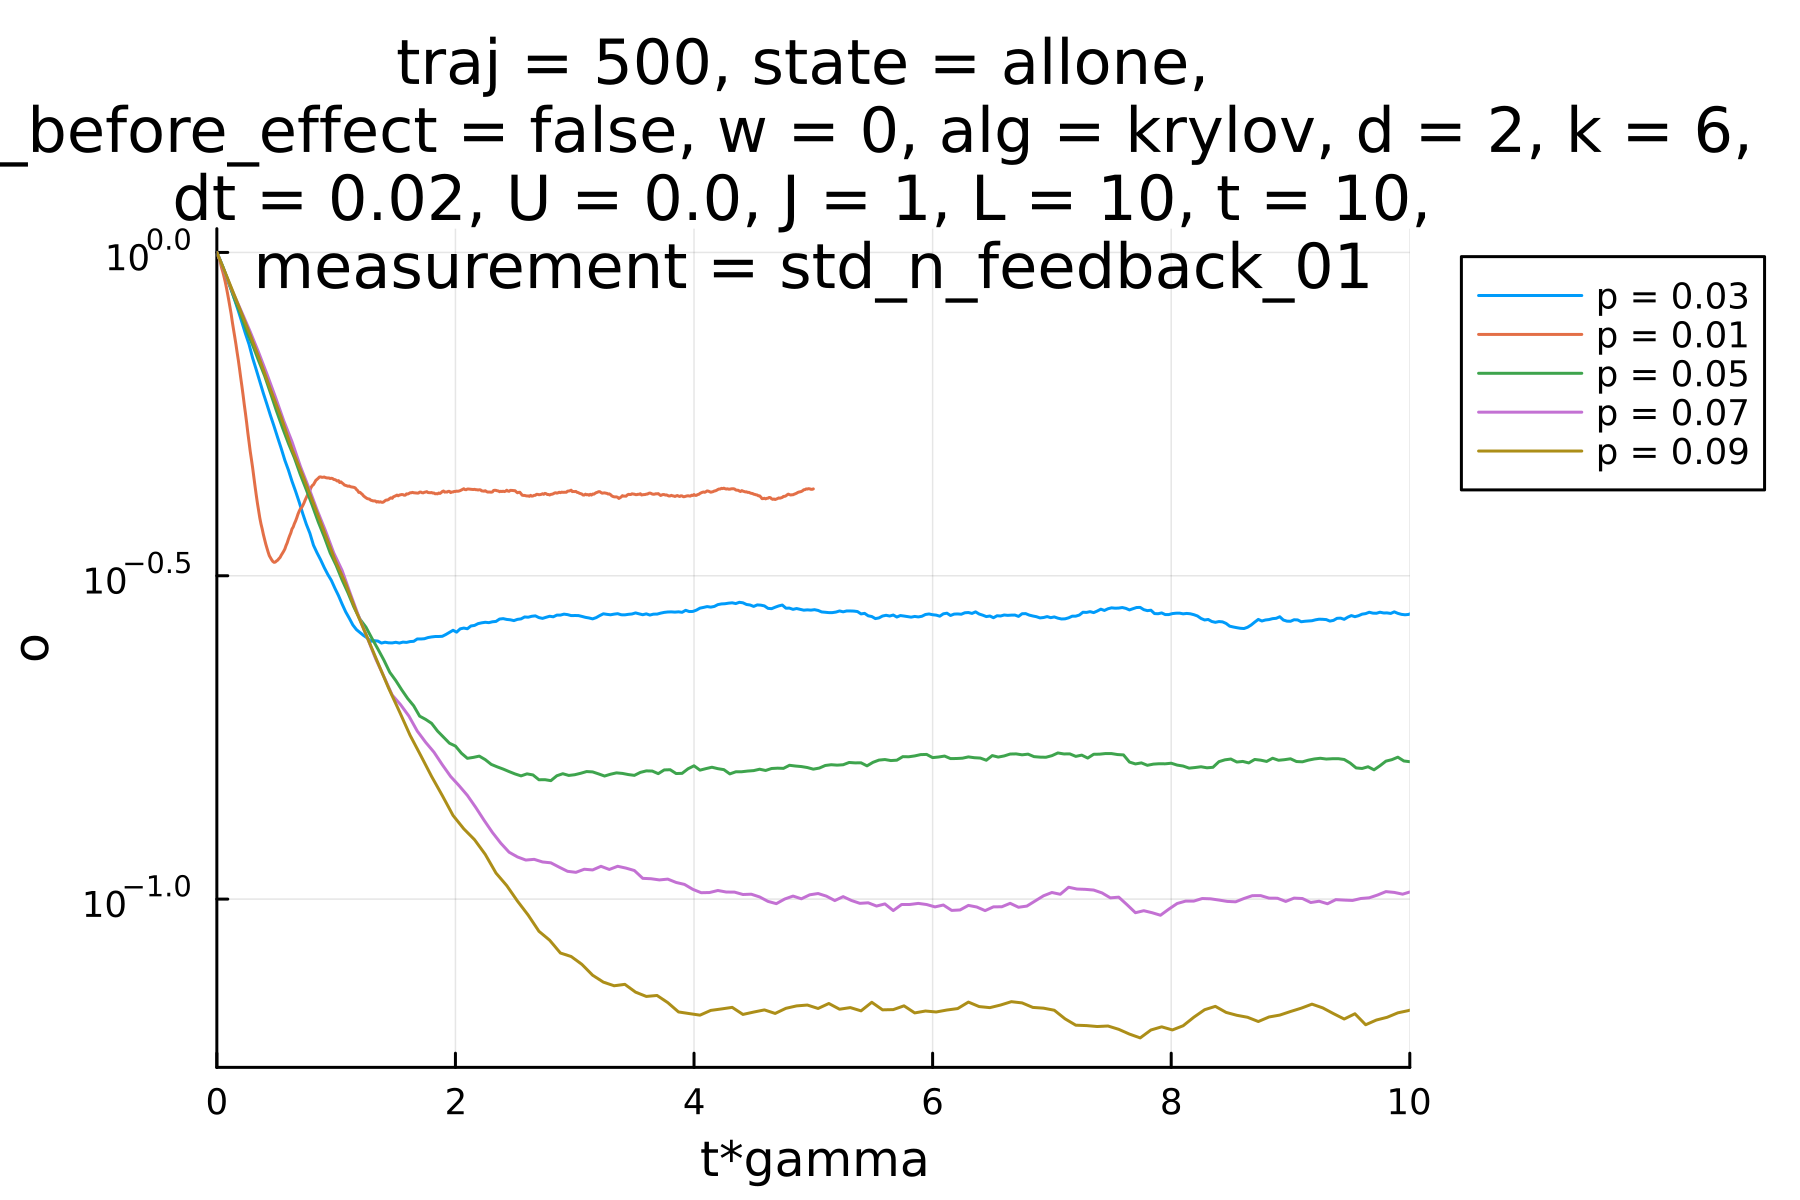 traj = 500, state = allone,
_before_effect = false, w = 0, alg = krylov, d = 2, k = 6,
dt = 0.02, U = 0.0, J = 1, L = 10, t = 10,
measurement = std_n_feedback_01
10^0.0
10^−0.5
10^−1.0
o
0 2 4 6 8 10
t*gamma
p = 0.03
p = 0.01
p = 0.05
p = 0.07
p = 0.09